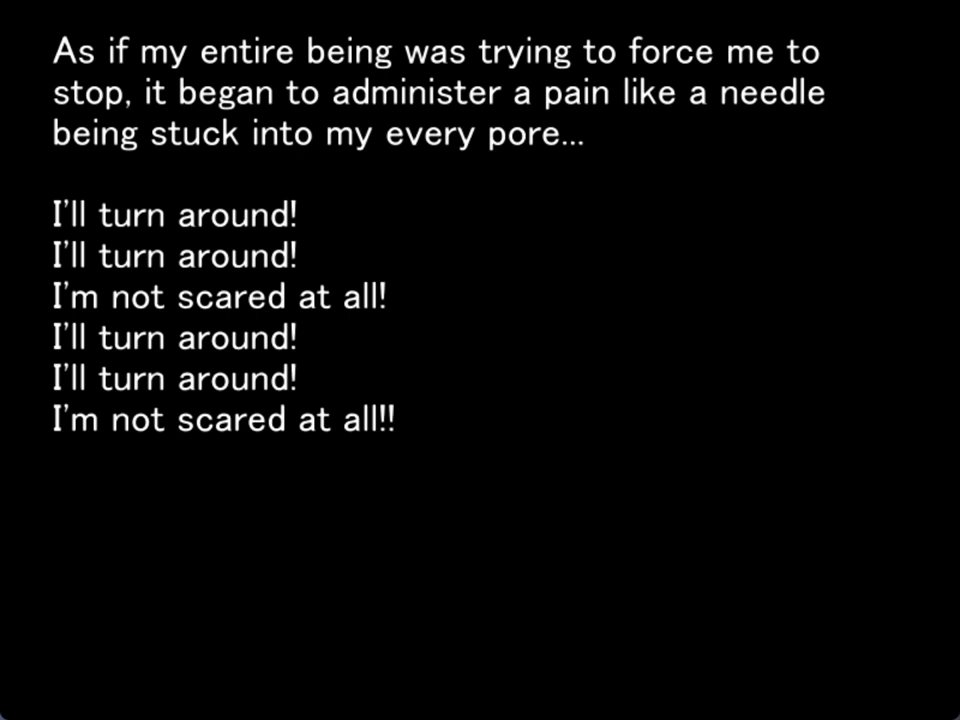 As if my entire being was trying to force me to
stop, it began to administer a pain like a needle
being stuck into my every pore...
I'll turn around!
I'll turn around!
I'm not scared at all!
I'll turn around!
I'll turn around!
I'm not scared at all!!